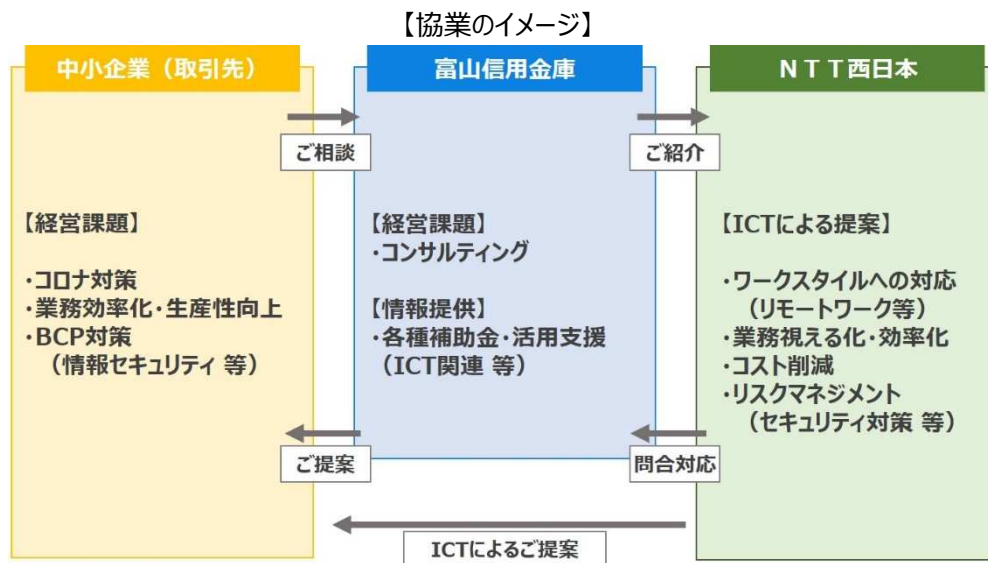 【協業のイメージ】
中小企業（取引先）
富山信用金庫
ＮＴＴ西日本
ご相談
ご紹介
【経営課題】
・コロナ対策
・業務効率化・生産性向上
・BCP対策
（情報セキュリティ 等）
【経営課題】
・コンサルティング
【情報提供】
・各種補助金・活用支援
（ICT関連 等）
【ICTによる提案】
・ワークスタイルへの対応
（リモートワーク等）
・業務視える化・効率化
・コスト削減
・リスクマネジメント
（セキュリティ対策 等）
ご提案
問合対応
ICTによるご提案